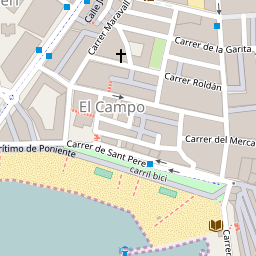 Calle J
Carrer Maravall
Carrer de la Garita
Carrer Roldán
El Campo
Carrer del Merca
Carrer de Sant Pere
rítimo de Poniente
carril bici
Carrer